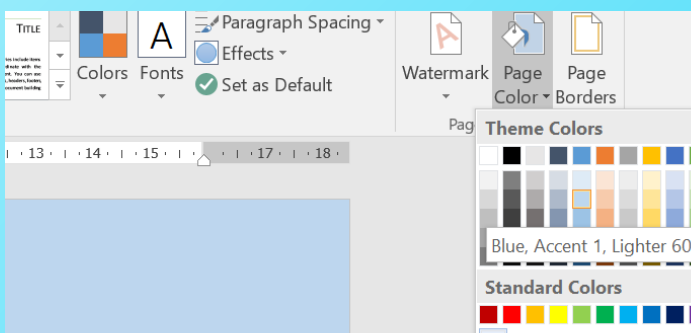 TITLE
Paragraph Spacing
A
Effects
Colors Fonts
Set as Default
Watermark Page Color Page Borders
Pag
Theme Colors
13 14 15 17 18
Blue, Accent 1, Lighter 60
Standard Colors